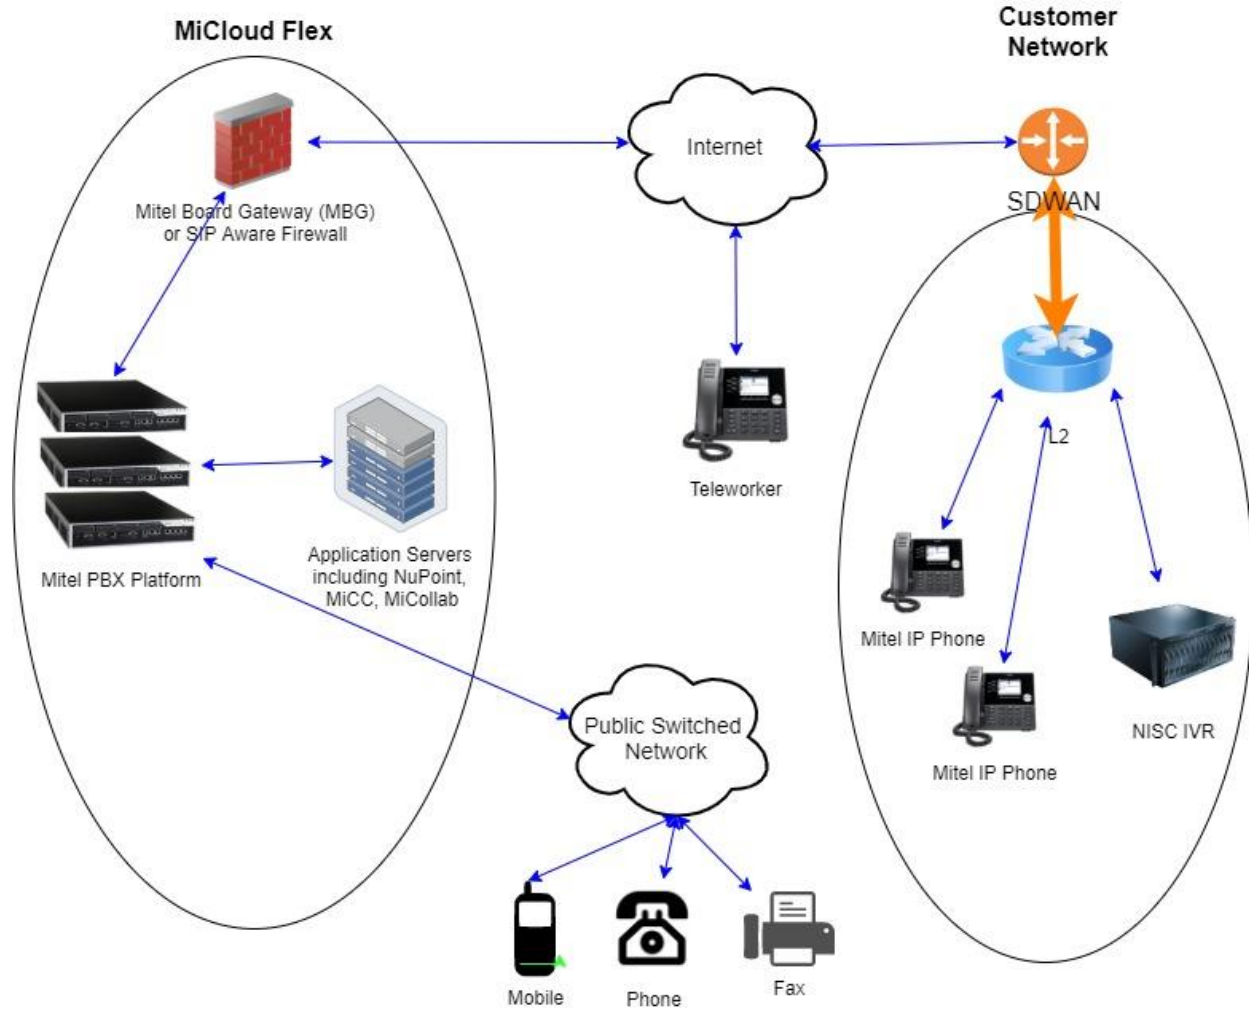 MiCloud Flex
Customer
Network
Internet
SDWAN
Mitel Board Gateway (MBG)
or SIP Aware Firewall
L2
Teleworker
Application Servers
including NuPoint,
MiCC, MiCollab
Mitel PBX Platform
Mitel IP Phone
Public Switched
Network
NISC IVR
Mitel IP Phone
Mobile
Phone
Fax